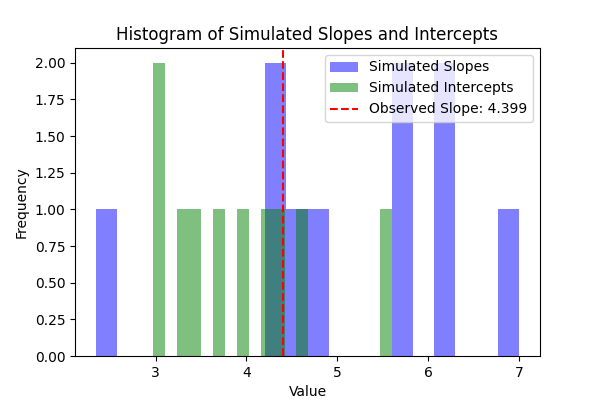 Histogram of Simulated Slopes and Intercepts
Simulated Slopes
Simulated Intercepts
Observed Slope: 4.399
2.00
1.75
1.50
1.25
1.00
0.75
0.50
0.25
0.00
Frequency
3 4 5 6 7
Value